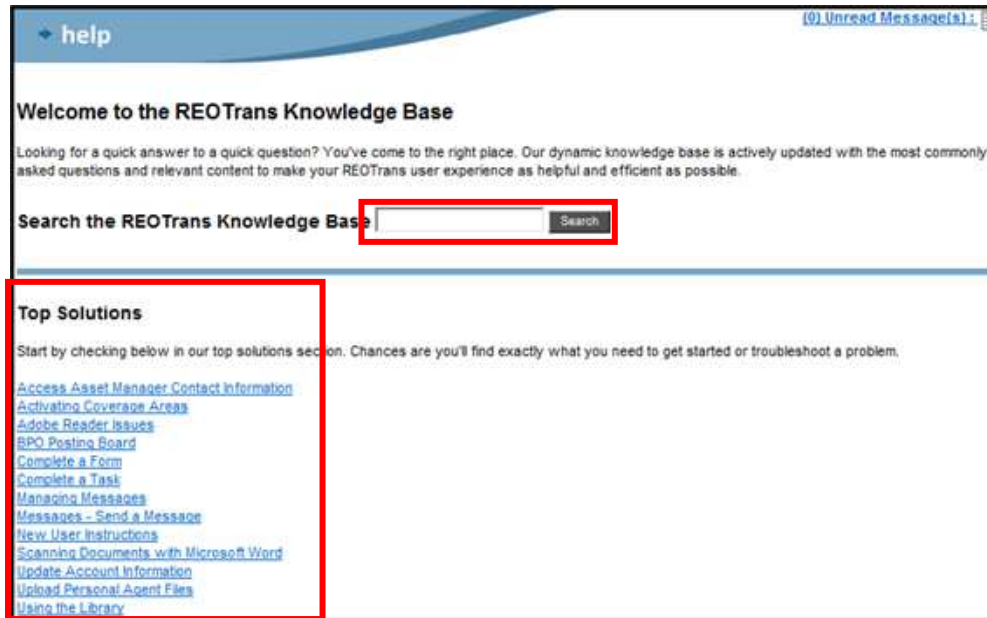 help
(0) Unread Message(s) :
Welcome to the REOTrans Knowledge Base
Looking for a quick answer to a quick question? You've come to the right place. Our dynamic knowledge base is actively updated with the most commonly
asked questions and relevant content to make your REOTrans user experience as helpful and efficient as possible.
Search the REOTrans Knowledge Base
Search
Top Solutions
Start by checking below in our top solutions section. Chances are you'll find exactly what you need to get started or troubleshoot a problem.
Access Asset Manager Contact Information
Activating Coverage Areas
Adobe Reader Issues
BPO Posting Board
Complete a Form
Complete a Task
Managing Messages
Messages - Send a Message
New User Instructions
Scanning Documents with Microsoft Word
Update Account Information
Upload Personal Agent Files
Using the Library